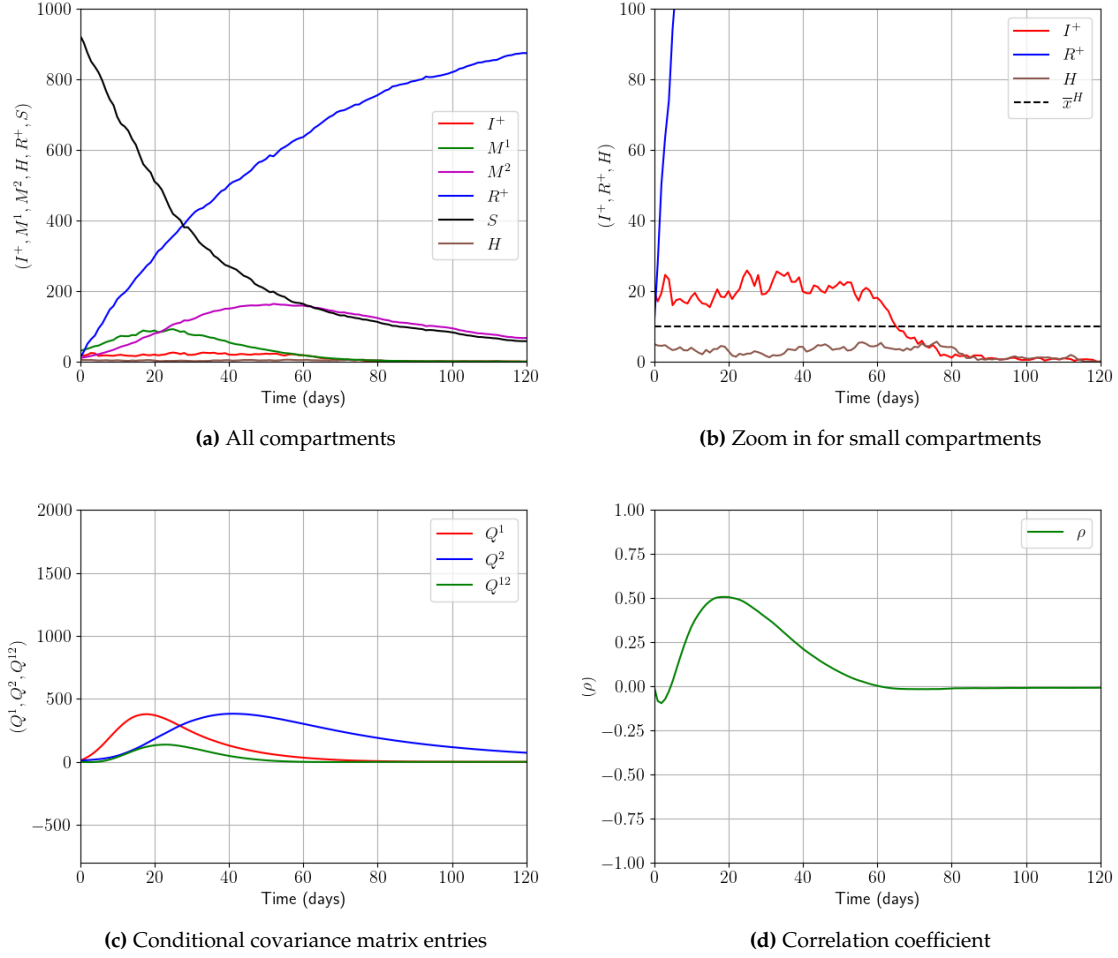 1000
800
600
400
200
0
(I⁺, M¹, M², H, R⁺, S)
I⁺
M¹
M²
R⁺
S
H
0 20 40 60 80 100 120
Time (days)
(a) All compartments
100
80
60
40
20
0
(I⁺, R⁺, H)
I⁺
R⁺
H
x̅ᴴ
0 20 40 60 80 100 120
Time (days)
(b) Zoom in for small compartments
2000
1500
1000
500
0
−500
(Q¹, Q², Q¹²)
Q¹
Q²
Q¹²
0 20 40 60 80 100 120
Time (days)
(c) Conditional covariance matrix entries
1.00
0.75
0.50
0.25
0.00
−0.25
−0.50
−0.75
−1.00
(ρ)
ρ
0 20 40 60 80 100 120
Time (days)
(d) Correlation coefficient